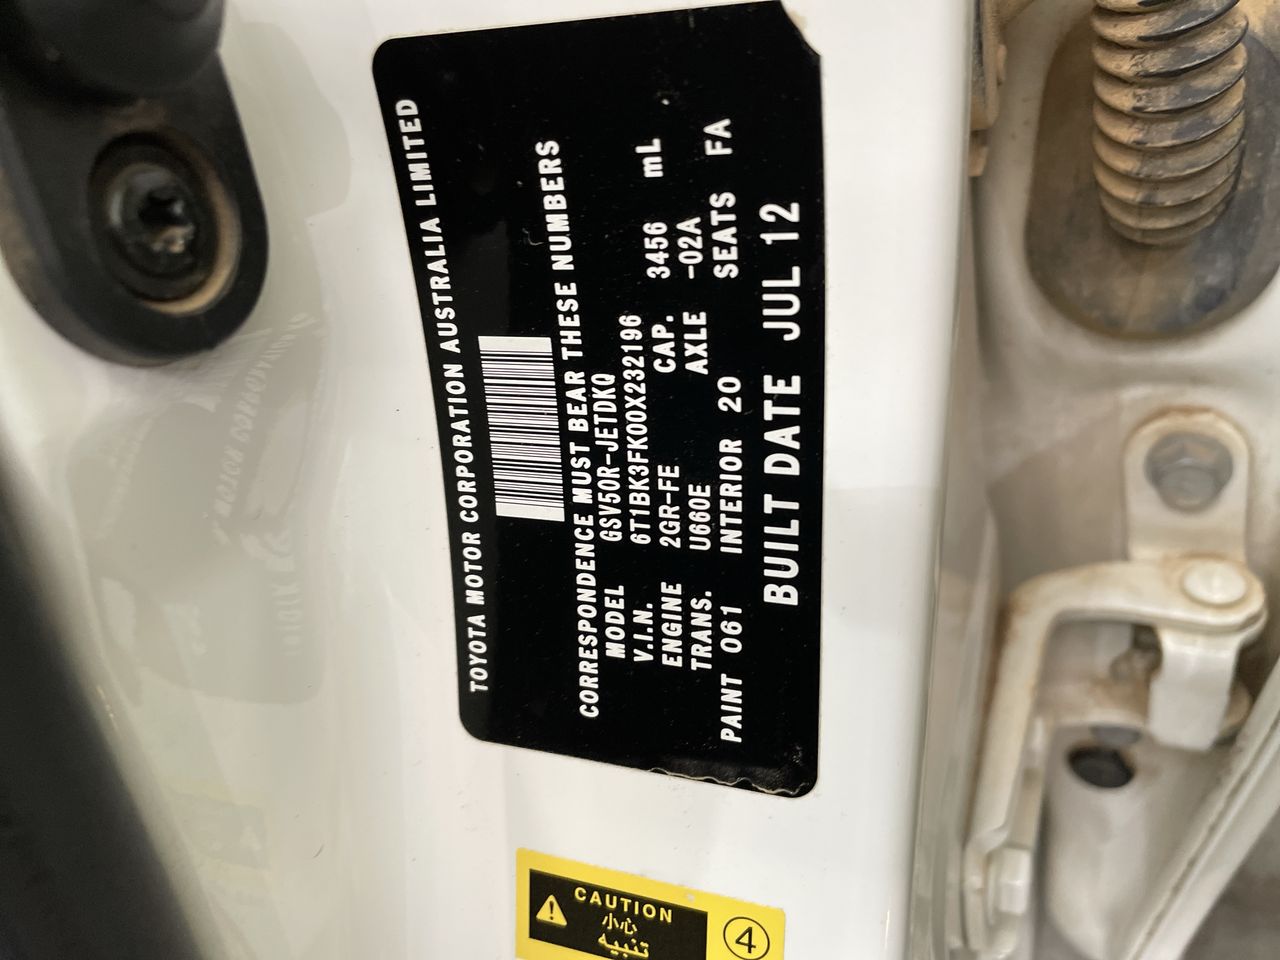 TOYOTA MOTOR CORPORATION AUSTRALIA LIMITED
CORRESPONDENCE MUST BEAR THESE NUMBERS
MODEL GSV50R-JETDKQ
V.I.N. 6T1BK3FK00X232196
ENGINE 2GR-FE CAP. 3456 mL
TRANS. U660E AXLE -02A
PAINT 061 INTERIOR 20 SEATS FA
BUILT DATE JUL 12
CAUTION
小心
تنبيه
4